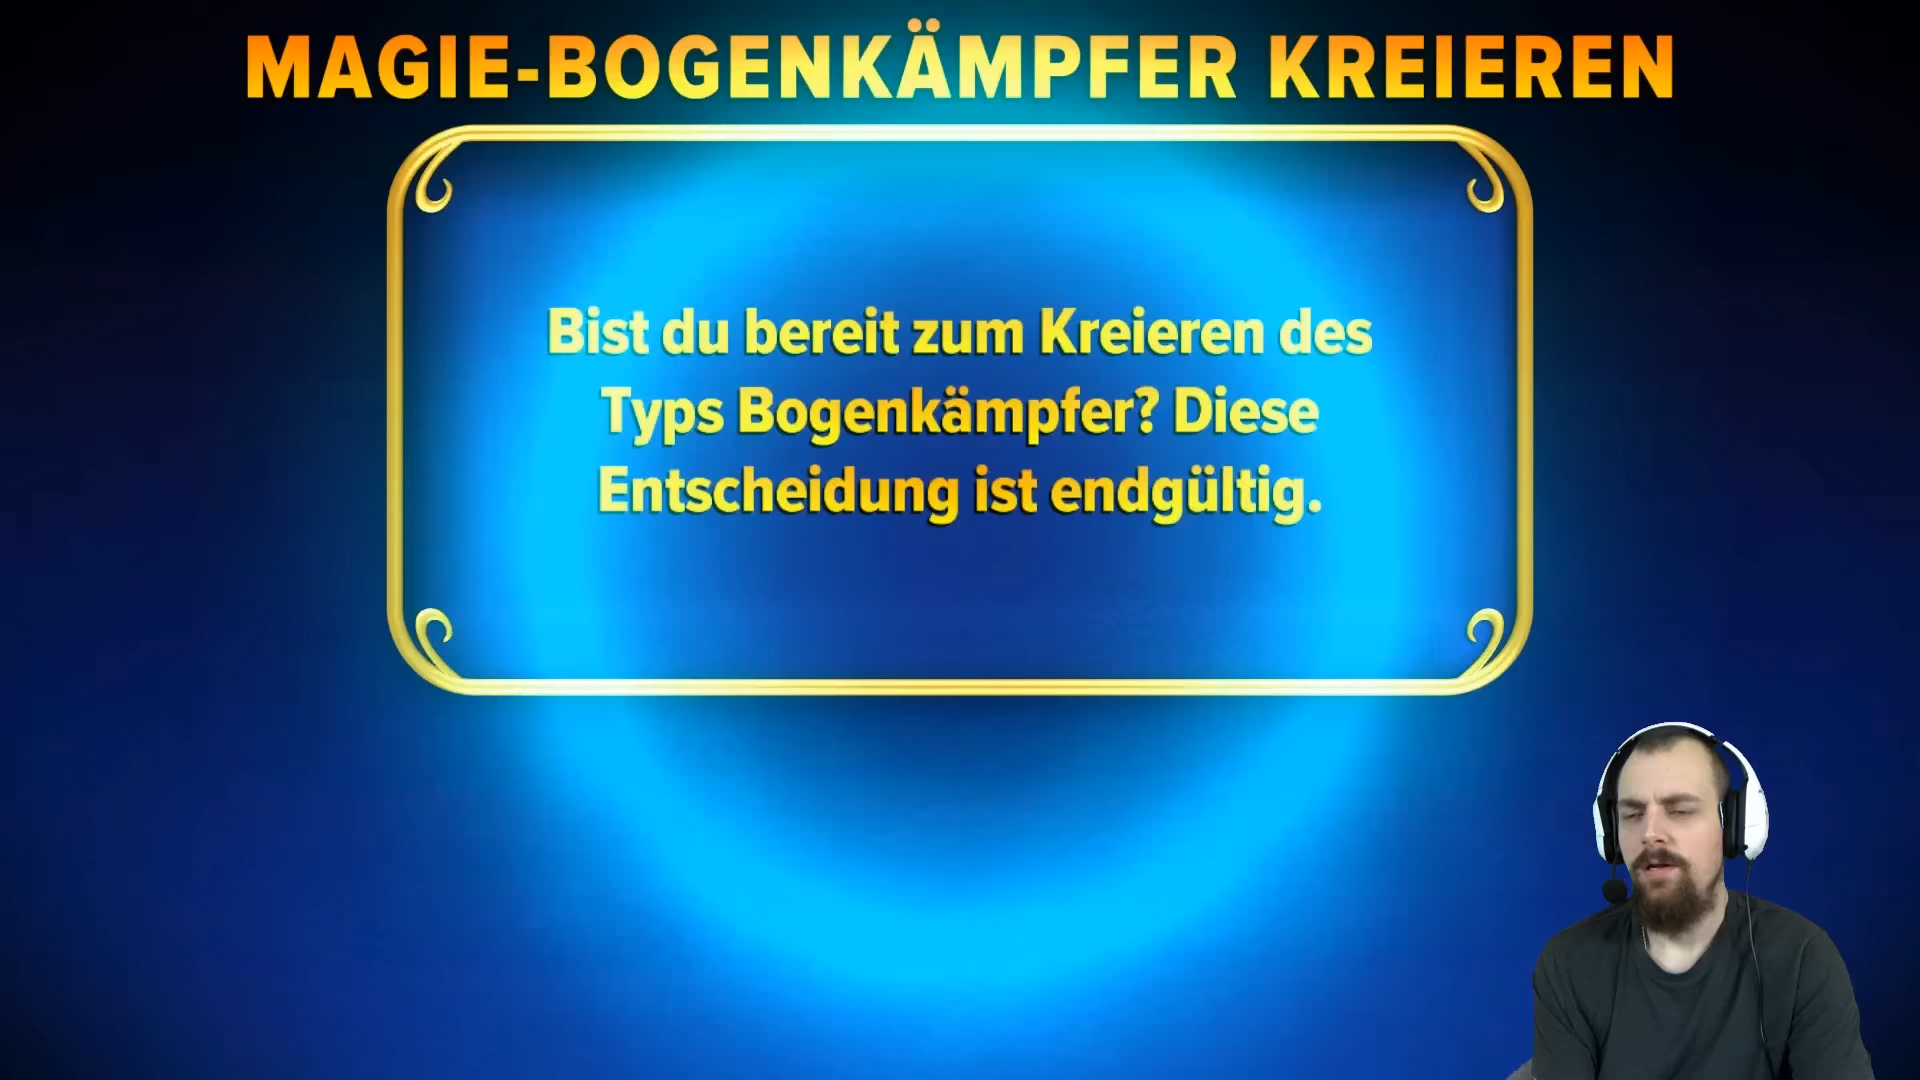 MAGIE-BOGENKÄMPFER KREIEREN
Bist du bereit zum Kreieren des
Typs Bogenkämpfer? Diese
Entscheidung ist endgültig.